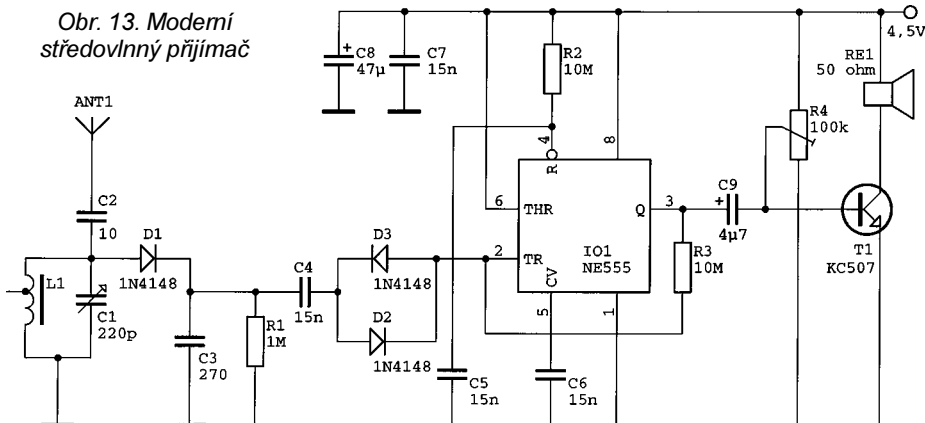 Obr. 13. Moderní
středovlnný přijímač
4,5V
C8
47µ
C7
15n
R2
10M
RE1
50 ohm
ANT1
R4
100k
4
8
R
C2
10
6
THR
Q
3
C9
4µ7
D1
1N4148
D3
1N4148
C4
15n
2
TR
IO1
NE555
CV
R3
10M
T1
KC507
L1
C1
220p
R1
1M
D2
1N4148
5
1
C3
270
C5
15n
C6
15n
+
+